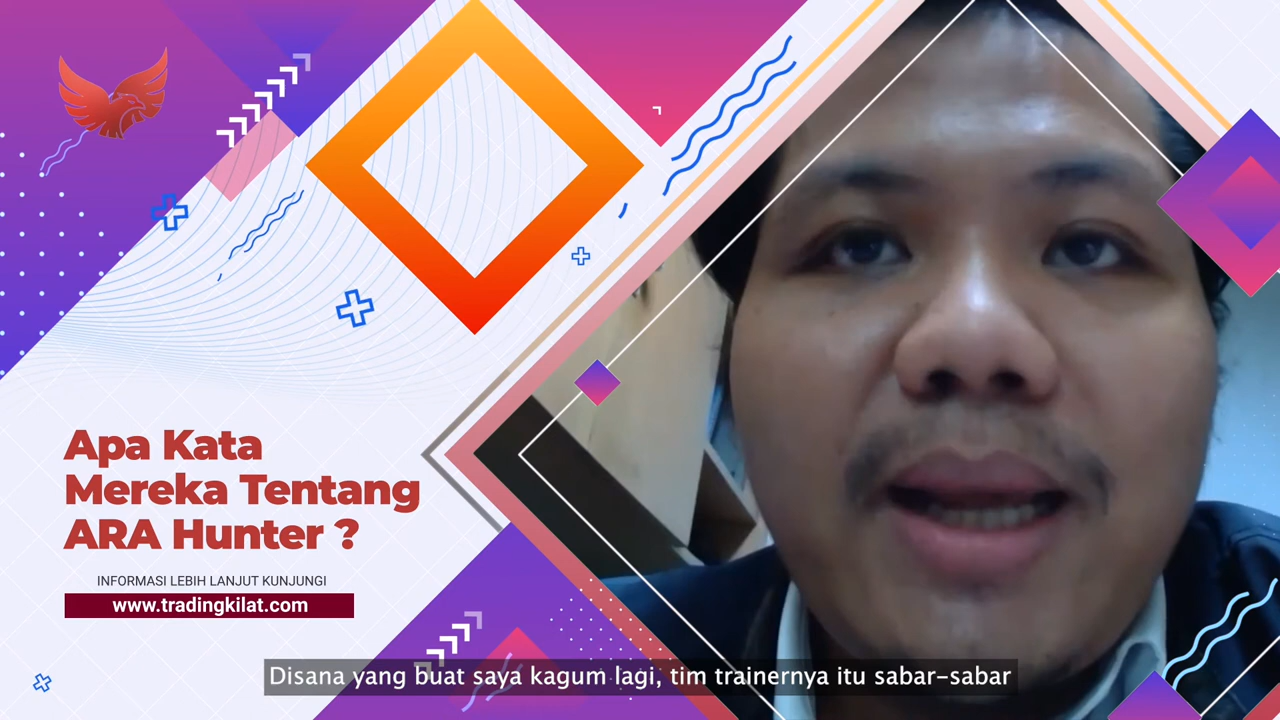 Apa Kata
Mereka Tentang
ARA Hunter ?
INFORMASI LEBIH LANJUT KUNJUNGI
www.tradingkilat.com
Disana yang buat saya kagum lagi, tim trainernya itu sabar-sabar